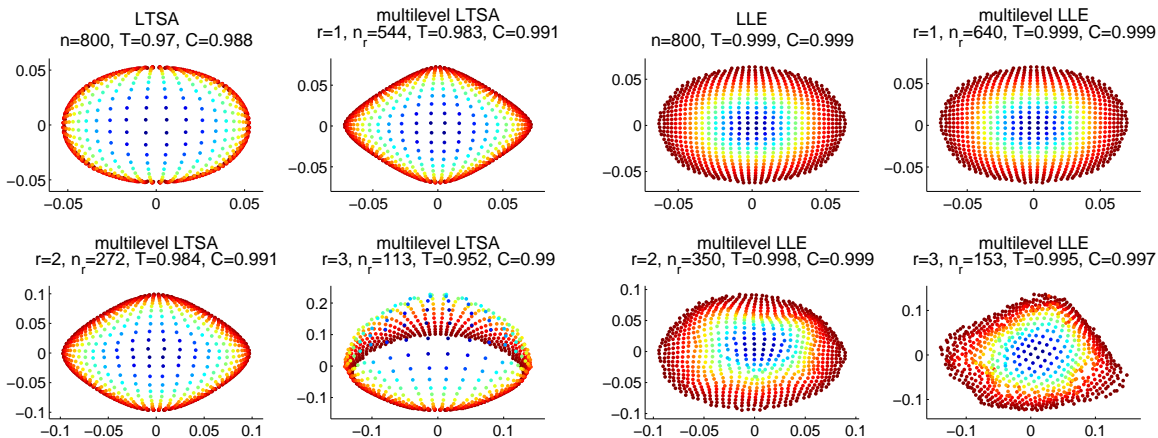 LTSA
n=800, T=0.97, C=0.988
0.05
0
−0.05
−0.05 0 0.05
multilevel LTSA
r=1, n_r=544, T=0.983, C=0.991
0.05
0
−0.05
−0.05 0 0.05
LLE
n=800, T=0.999, C=0.999
0.05
0
−0.05
−0.05 0 0.05
multilevel LLE
r=1, n_r=640, T=0.999, C=0.999
0.05
0
−0.05
−0.05 0 0.05
multilevel LTSA
r=2, n_r=272, T=0.984, C=0.991
0.1
0.05
0
−0.05
−0.1
−0.1 −0.05 0 0.05 0.1
multilevel LTSA
r=3, n_r=113, T=0.952, C=0.99
0.2
0.1
0
−0.1
−0.1 0 0.1
multilevel LLE
r=2, n_r=350, T=0.998, C=0.999
0.1
0.05
0
−0.05
−0.1
−0.1 −0.05 0 0.05
multilevel LLE
r=3, n_r=153, T=0.995, C=0.997
0.1
0
−0.1
−0.1 0 0.1